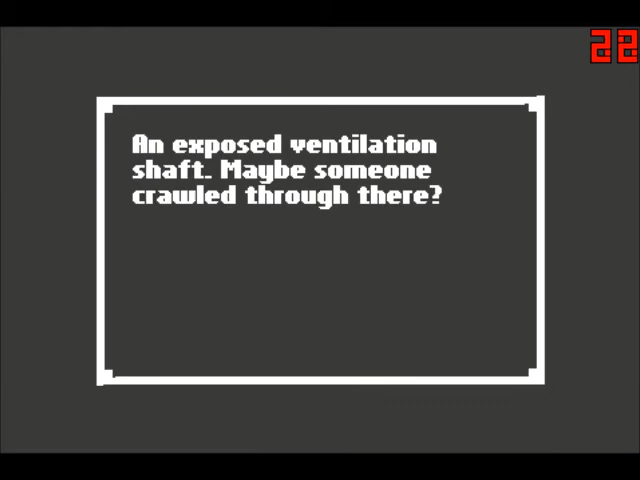 22
An exposed ventilation
shaft. Maybe someone
crawled through there?